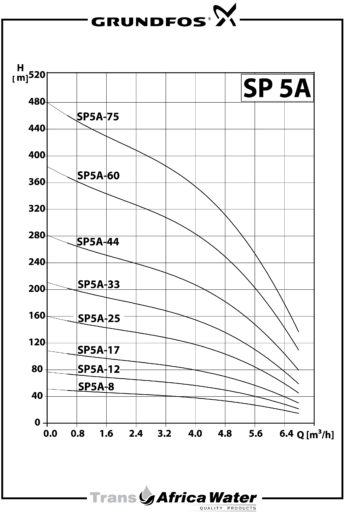 GRUNDFOS
SP 5A
H
[m]
520
480
440
400
360
320
280
240
200
160
120
80
40
0
SP5A-75
SP5A-60
SP5A-44
SP5A-33
SP5A-25
SP5A-17
SP5A-12
SP5A-8
0.0 0.8 1.6 2.4 3.2 4.0 4.8 5.6 6.4 Q [m³/h]
Trans Africa Water
QUALITY PRODUCTS